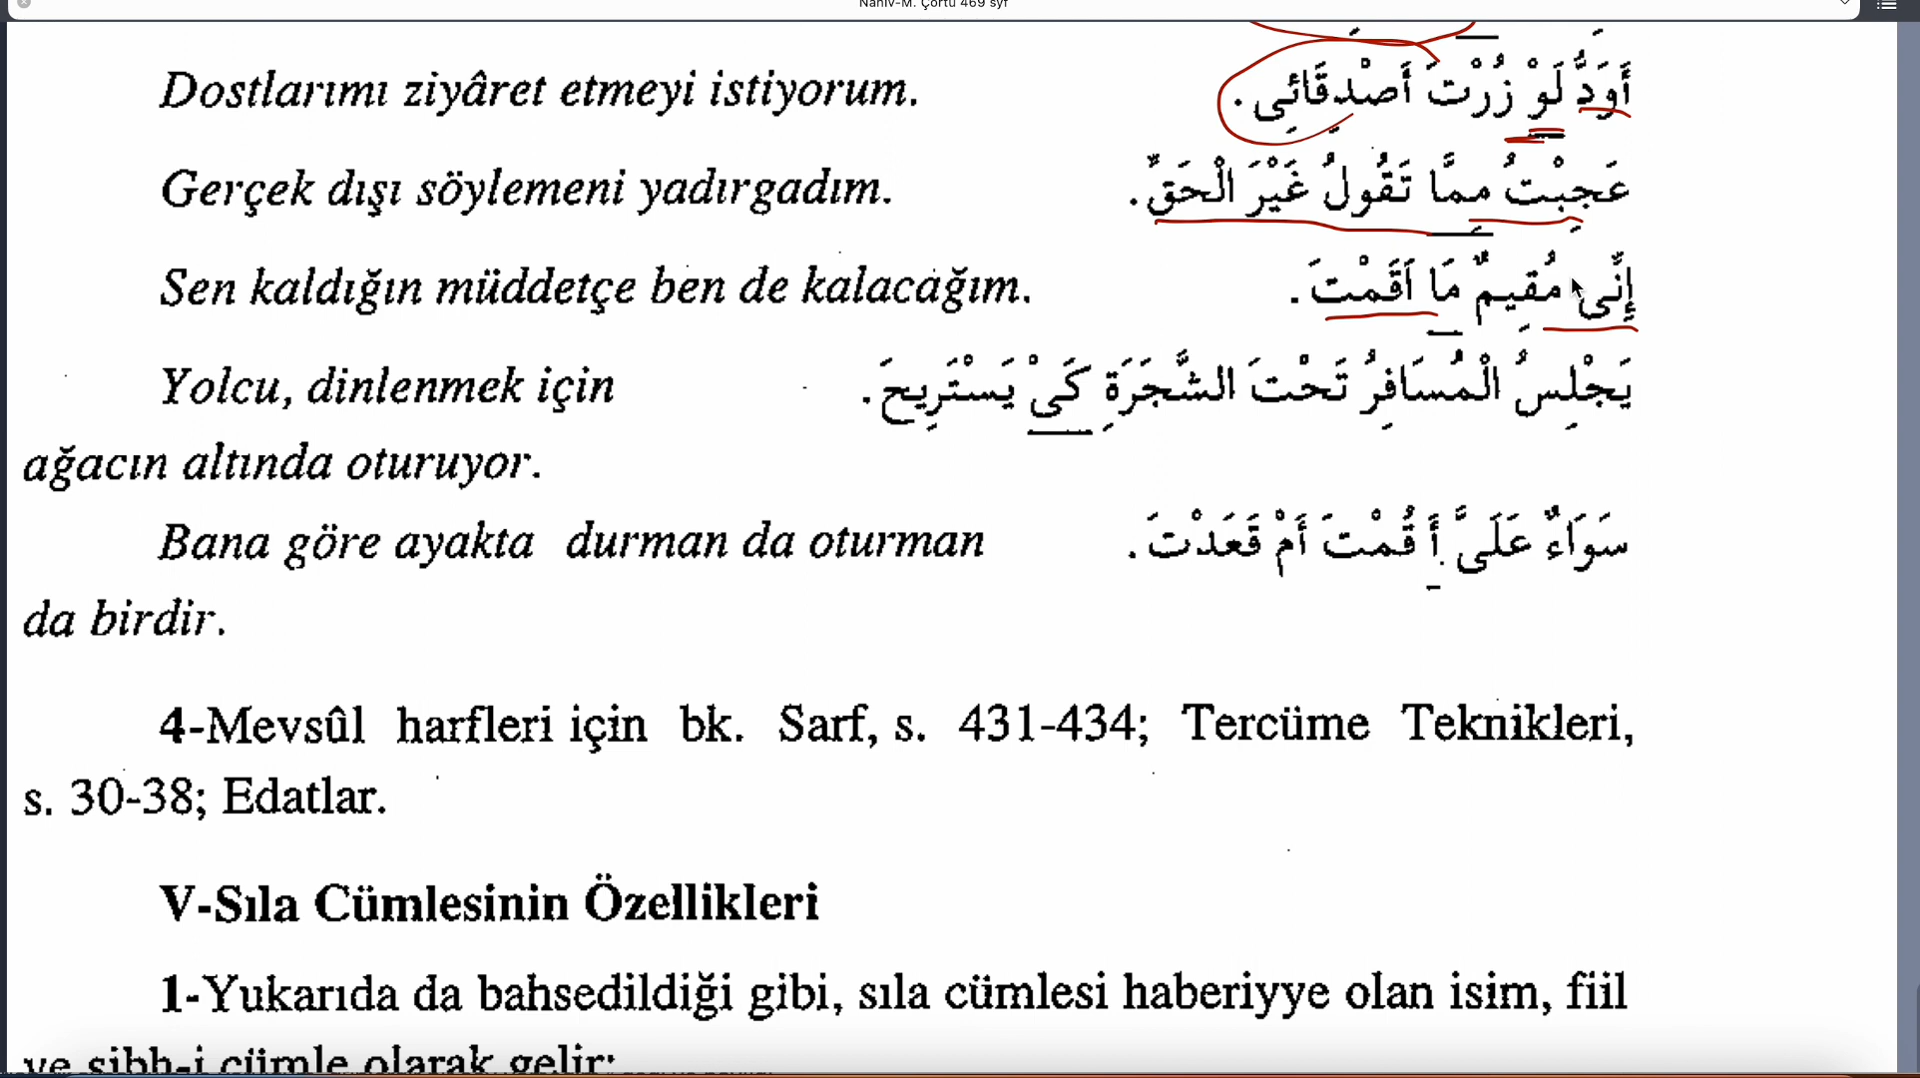 Nahiv-M. Çörtü 469 syf
Dostlarımı ziyâret etmeyi istiyorum. أَوَدُّ لَوْ زُرْتَ أَصْدِقَائِى .
Gerçek dışı söylemeni yadırgadım. عَجِبْتُ مِمَّا تَقُولُ غَيْرَ الْحَقِّ .
Sen kaldığın müddetçe ben de kalacağım. إِنِّى مُقِيمٌ مَا اَقَمْتَ .
Yolcu, dinlenmek için يَجْلِسُ الْمُسَافِرُ تَحْتَ الشَّجَرَةِ كَىْ يَسْتَرِيحَ .
ağacın altında oturuyor.
Bana göre ayakta durman da oturman سَوَاءٌ عَلَىَّ أَ قُمْتَ أَمْ قَعَدْتَ .
da birdir.
4-Mevsûl harfleri için bk. Sarf, s. 431-434; Tercüme Teknikleri,
s. 30-38; Edatlar.
V-Sıla Cümlesinin Özellikleri
1-Yukarıda da bahsedildiği gibi, sıla cümlesi haberiyye olan isim, fiil
ve şibh-i cümle olarak gelir: